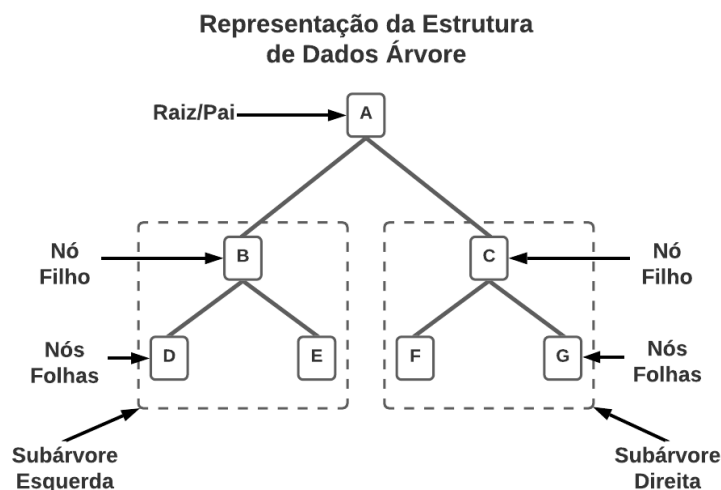 Representação da Estrutura
de Dados Árvore
Raiz/Pai
A
Nó
Filho
B
C
Nó
Filho
Nós
Folhas
D
E
F
G
Nós
Folhas
Subárvore
Esquerda
Subárvore
Direita